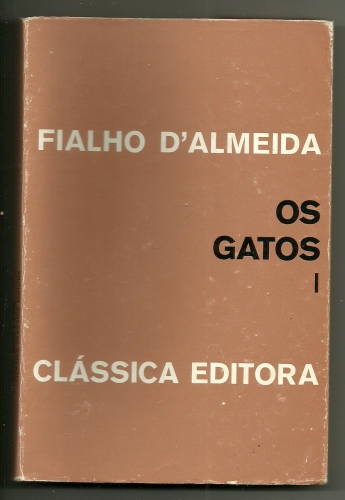 FIALHO D'ALMEIDA
OS
GATOS
I
CLÁSSICA EDITORA